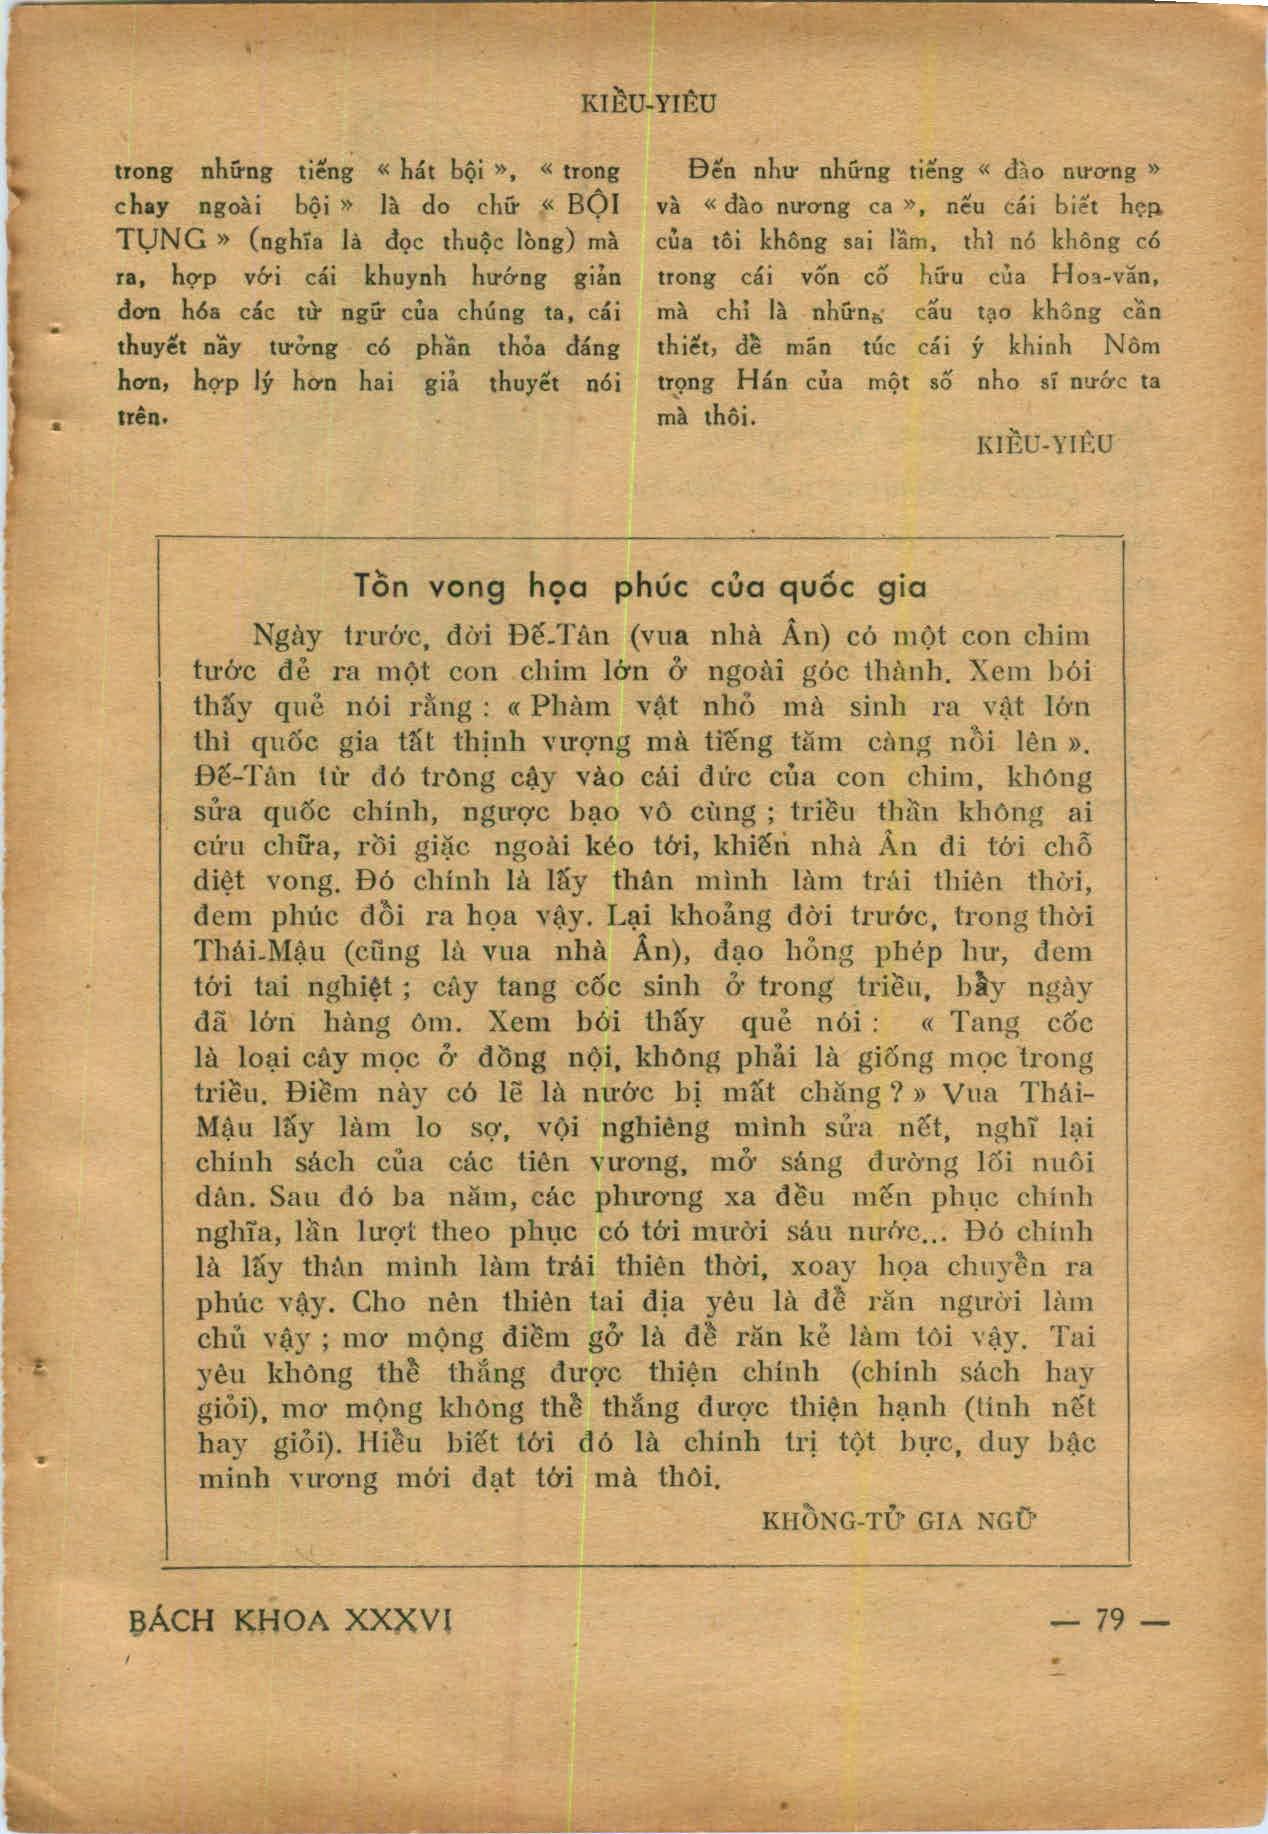 KIỀU-YIÊU
trong những tiếng « hát bội », « trong
chay ngoài bội » là do chữ « BỘI
TỤNG » (nghĩa là đọc thuộc lòng) mà
ra, hợp với cái khuynh hướng giản
đơn hóa các từ ngữ của chúng ta, cái
thuyết nầy tưởng có phần thỏa đáng
hơn, hợp lý hơn hai giả thuyết nói
trên.
Đến như những tiếng « đào nương »
và « đào nương ca », nếu cái biết hẹp
của tôi không sai lầm, thì nó không có
trong cái vốn cố hữu của Hoa-văn,
mà chỉ là những cấu tạo không cần
thiết, để mãn túc cái ý khinh Nôm
trọng Hán của một số nho sĩ nước ta
mà thôi.
KIỀU-YIÊU
Tồn vong họa phúc của quốc gia
Ngày trước, đời Đế-Tân (vua nhà Ân) có một con chim
tước đẻ ra một con chim lớn ở ngoài góc thành. Xem bói
thấy quẻ nói rằng : « Phàm vật nhỏ mà sinh ra vật lớn
thì quốc gia tất thịnh vượng mà tiếng tăm càng nổi lên ».
Đế-Tân từ đó trông cậy vào cái đức của con chim, không
sửa quốc chính, ngược bạo vô cùng ; triều thần không ai
cứu chữa, rồi giặc ngoài kéo tới, khiến nhà Ân đi tới chỗ
diệt vong. Đó chính là lấy thân mình làm trái thiên thời,
đem phúc đổi ra họa vậy. Lại khoảng đời trước, trong thời
Thái-Mậu (cũng là vua nhà Ân), đạo hỏng phép hư, đem
tới tai nghiệt ; cây tang cốc sinh ở trong triều, bẩy ngày
đã lớn hàng ôm. Xem bói thấy quẻ nói : « Tang cốc
là loại cây mọc ở đồng nội, không phải là giống mọc trong
triều. Điềm này có lẽ là nước bị mất chăng ? » Vua Thái-
Mậu lấy làm lo sợ, vội nghiêng mình sửa nết, nghĩ lại
chính sách của các tiên vương, mở sáng đường lối nuôi
dân. Sau đó ba năm, các phương xa đều mến phục chính
nghĩa, lần lượt theo phục có tới mười sáu nước... Đó chính
là lấy thân mình làm trái thiên thời, xoay họa chuyển ra
phúc vậy. Cho nên thiên tai địa yêu là để răn người làm
chủ vậy ; mơ mộng điềm gở là để răn kẻ làm tôi vậy. Tai
yêu không thể thắng được thiện chính (chính sách hay
giỏi), mơ mộng không thể thắng được thiện hạnh (tính nết
hay giỏi). Hiểu biết tới đó là chính trị tột bực, duy bậc
minh vương mới đạt tới mà thôi.
KHỔNG-TỬ GIA NGỮ
BÁCH KHOA XXXVI
— 79 —